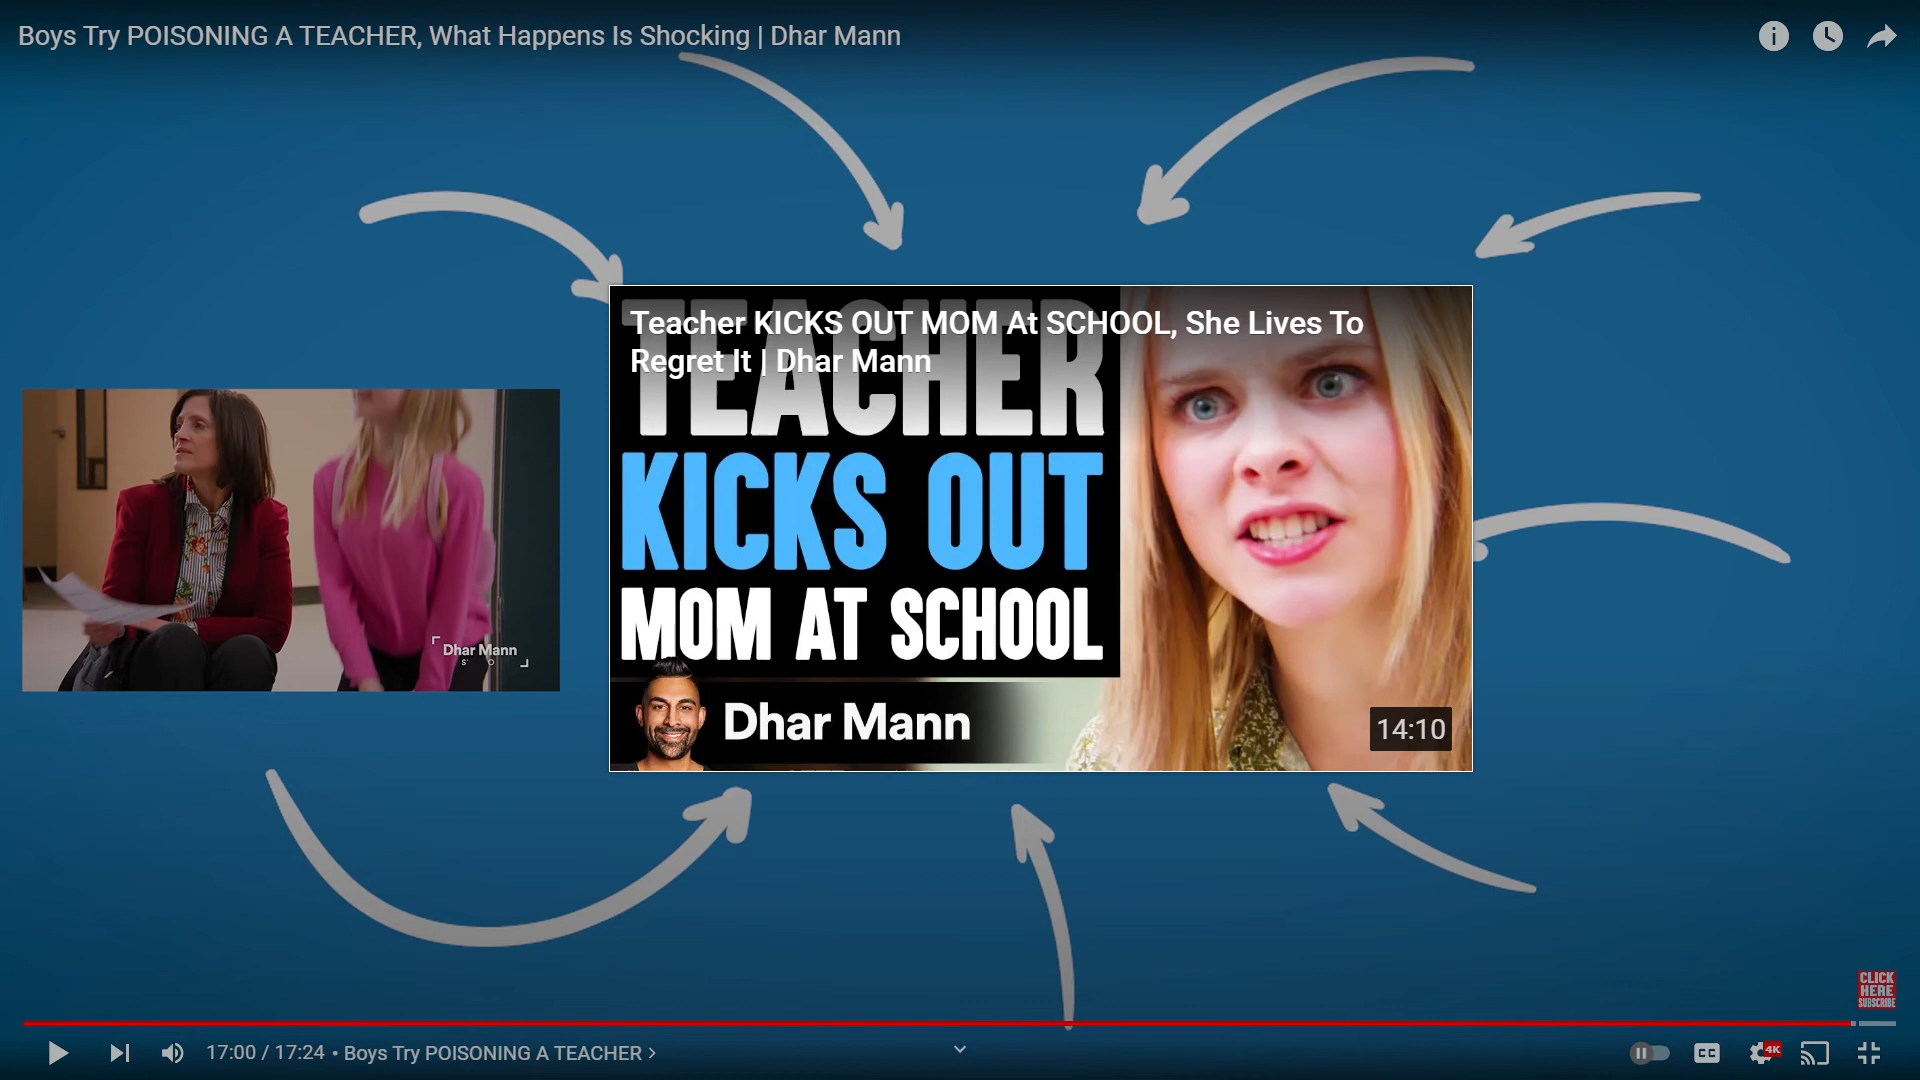 Boys Try POISONING A TEACHER, What Happens Is Shocking | Dhar Mann
Teacher KICKS OUT MOM At SCHOOL, She Lives To
Regret It | Dhar Mann
TEACHER
KICKS OUT
MOM AT SCHOOL
Dhar Mann
14:10
Dhar Mann
CLICK
HERE
SUBSCRIBE
17:00 / 17:24 • Boys Try POISONING A TEACHER >
CC
4K